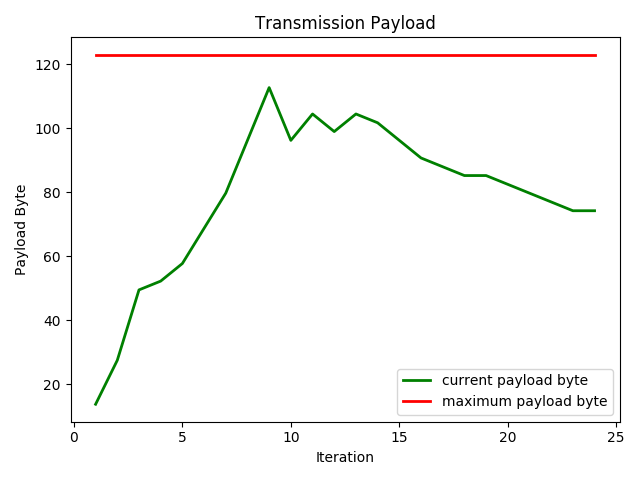 Transmission Payload
120
100
80
60
40
20
Payload Byte
0
5
10
15
20
25
Iteration
current payload byte
maximum payload byte